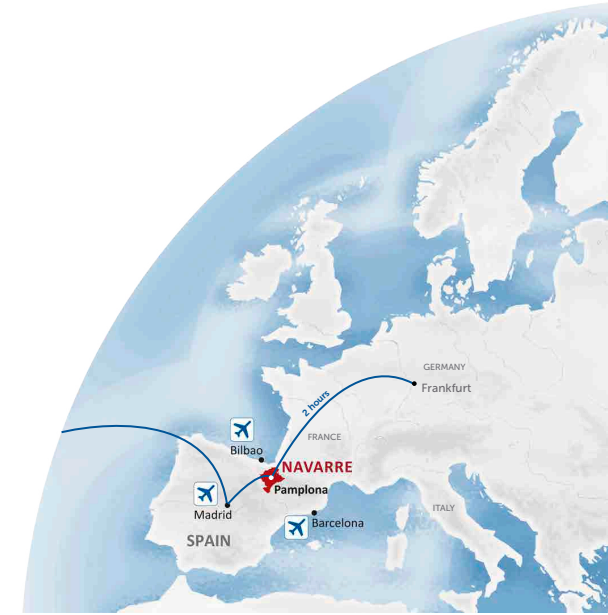 GERMANY
Frankfurt
2 hours
FRANCE
Bilbao
NAVARRE
Pamplona
Madrid
Barcelona
ITALY
SPAIN